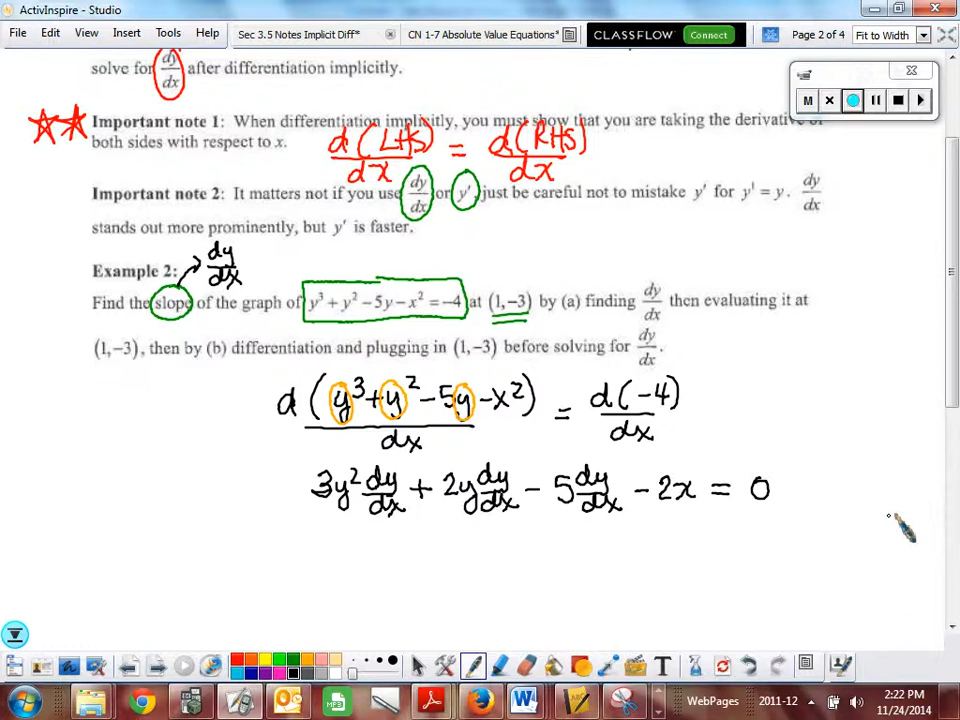 ActivInspire - Studio
File Edit View Insert Tools Help Sec 3.5 Notes Implicit Diff* CN 1-7 Absolute Value Equations* CLASSFLOW Connect Page 2 of 4 Fit to Width
solve for dy/dx after differentiation implicitly.
Important note 1: When differentiation implicitly, you must show that you are taking the derivative of
both sides with respect to x.
d(LHS)/dx = d(RHS)/dx
Important note 2: It matters not if you use dy/dx or y′, just be careful not to mistake y′ for y¹ = y. dy/dx
stands out more prominently, but y′ is faster.
dy/dx
Example 2:
Find the slope of the graph of y³ + y² − 5y − x² = −4 at (1,−3) by (a) finding dy/dx then evaluating it at
(1,−3), then by (b) differentiation and plugging in (1,−3) before solving for dy/dx.
d(y³+y²−5y−x²)/dx = d(−4)/dx
3y² dy/dx + 2y dy/dx − 5 dy/dx − 2x = 0
WebPages 2011-12 2:22 PM
11/24/2014